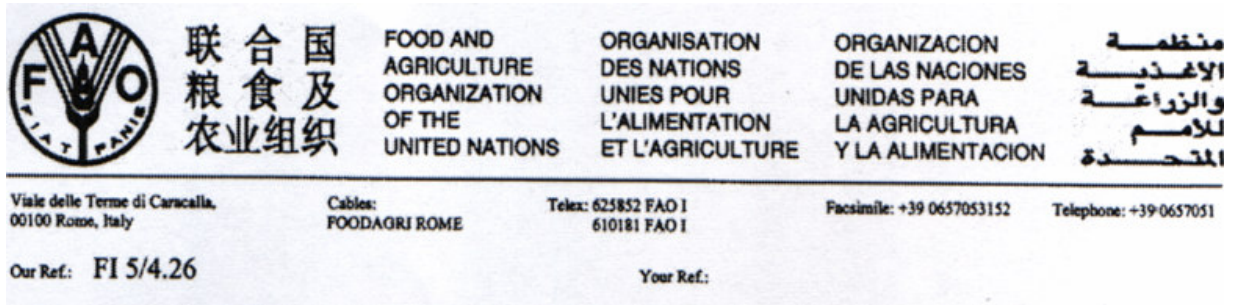 FAO
FIAT PANIS
联合国
粮食及
农业组织
FOOD AND
AGRICULTURE
ORGANIZATION
OF THE
UNITED NATIONS
ORGANISATION
DES NATIONS
UNIES POUR
L'ALIMENTATION
ET L'AGRICULTURE
ORGANIZACION
DE LAS NACIONES
UNIDAS PARA
LA AGRICULTURA
Y LA ALIMENTACION
منظمة
الاغذية
والزراعة
للأمم
المتحدة
Viale delle Terme di Caracalla,
00100 Rome, Italy
Cables:
FOODAGRI ROME
Telex: 625852 FAO I
610181 FAO I
Facsimile: +39 0657053152
Telephone: +39 0657051
Our Ref.: FI 5/4.26
Your Ref.: